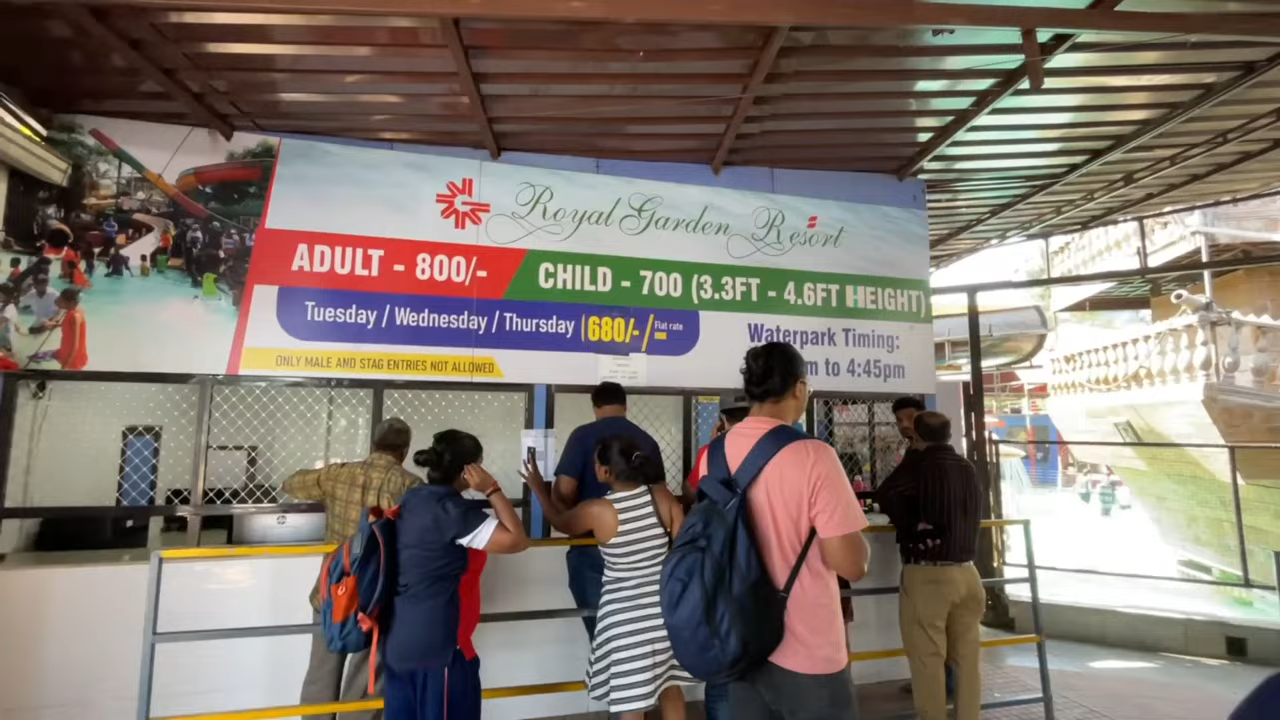 Royal Garden Resort
ADULT - 800/-
CHILD - 700 (3.3FT - 4.6FT HEIGHT)
Tuesday / Wednesday / Thursday 680/- /- Flat rate
Waterpark Timing:
m to 4:45pm
ONLY MALE AND STAG ENTRIES NOT ALLOWED